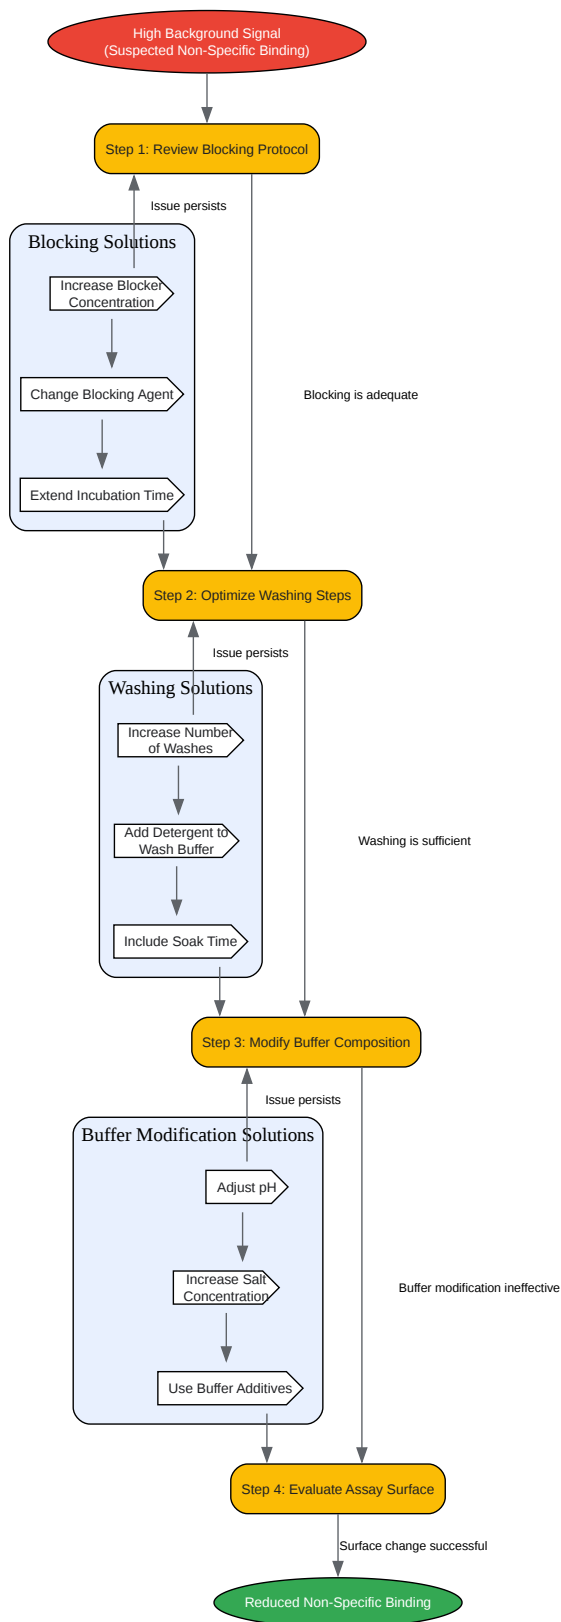 High Background Signal
(Suspected Non-Specific Binding)
Step 1: Review Blocking Protocol
Issue persists
Blocking Solutions
Increase Blocker
Concentration
Change Blocking Agent
Blocking is adequate
Extend Incubation Time
Step 2: Optimize Washing Steps
Issue persists
Washing Solutions
Increase Number
of Washes
Add Detergent to
Wash Buffer
Washing is sufficient
Include Soak Time
Step 3: Modify Buffer Composition
Issue persists
Buffer Modification Solutions
Adjust pH
Increase Salt
Concentration
Buffer modification ineffective
Use Buffer Additives
Step 4: Evaluate Assay Surface
Surface change successful
Reduced Non-Specific Binding